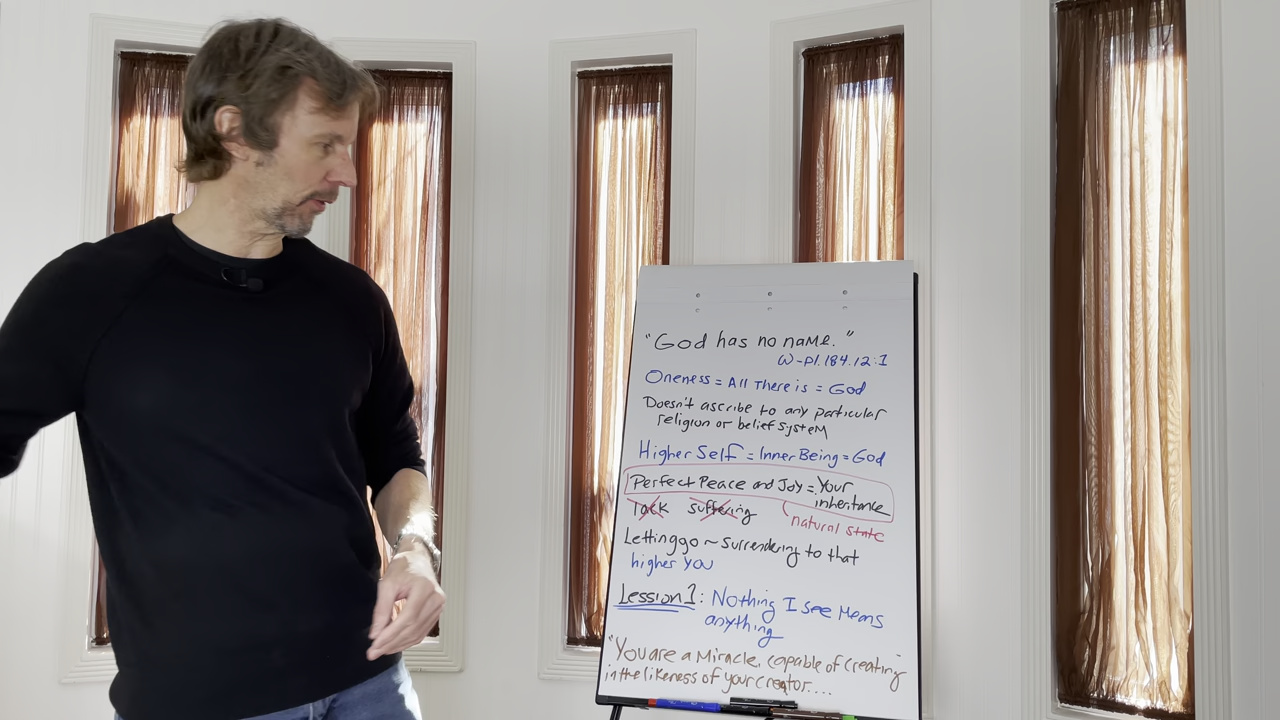 "God has no name."
W-pI.184.12:1
Oneness = All There is = God
Doesn't ascribe to any particular
religion or belief system
Higher Self = Inner Being = God
Perfect Peace and Joy = Your
inheritance
lack suffering
natural state
Letting go ~ surrendering to that
higher you
Lession 1: Nothing I see Means
anything
"You are a Miracle, capable of creating
in the likeness of your creator....